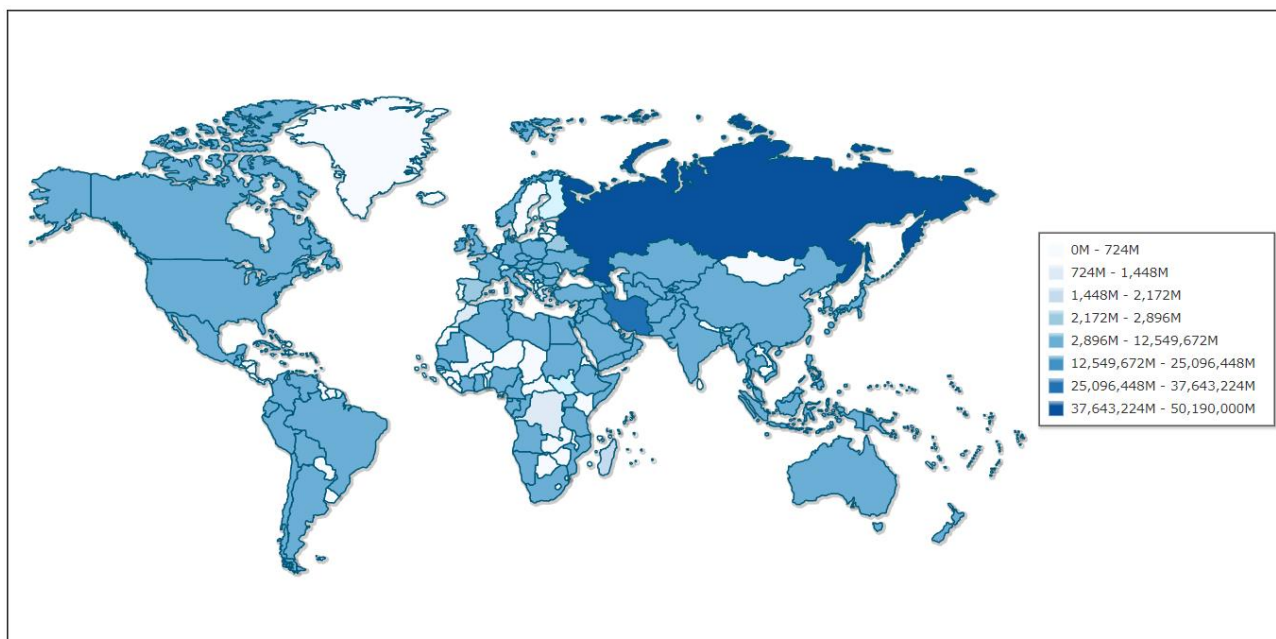 0M - 724M
724M - 1,448M
1,448M - 2,172M
2,172M - 2,896M
2,896M - 12,549,672M
12,549,672M - 25,096,448M
25,096,448M - 37,643,224M
37,643,224M - 50,190,000M